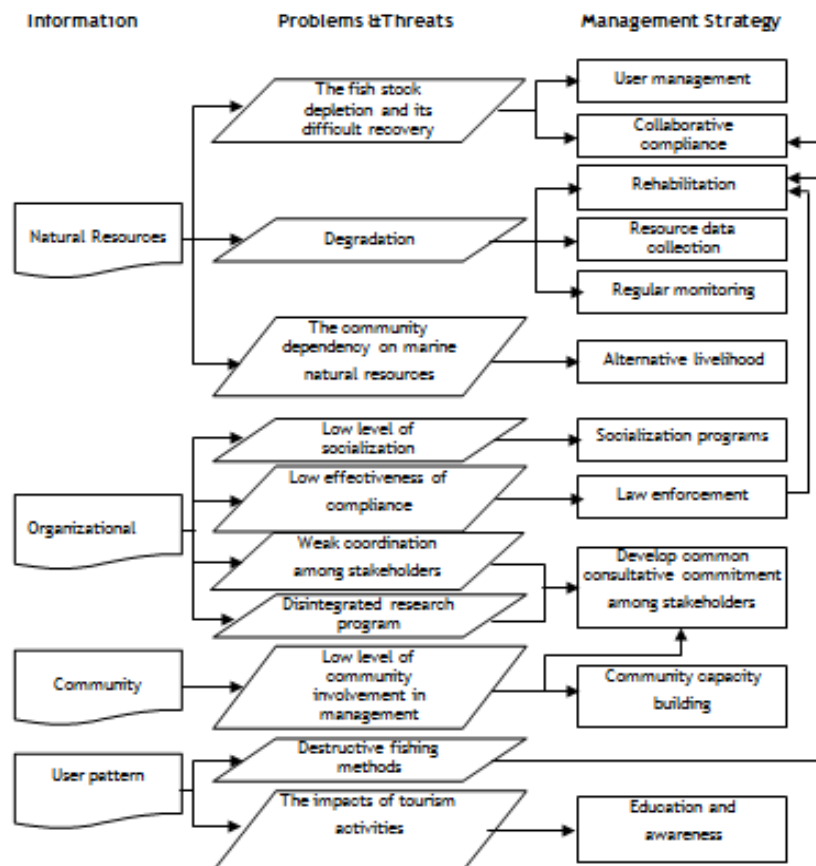 Information
Problems &Threats
Management Strategy
The fish stock
depletion and its
difficult recovery
User management
Collaborative
compliance
Natural Resources
Degradation
Rehabilitation
Resource data
collection
Regular monitoring
The community
dependency on marine
natural resources
Alternative livelihood
Organizational
Low level of
socialization
Socialization programs
Low effectiveness of
compliance
Law enforcement
Weak coordination
among stakeholders
Disintegrated research
program
Develop common
consultative commitment
among stakeholders
Community
Low level of
community
involvement in
management
Community capacity
building
User pattern
Destructive fishing
methods
The impacts of tourism
activities
Education and
awareness